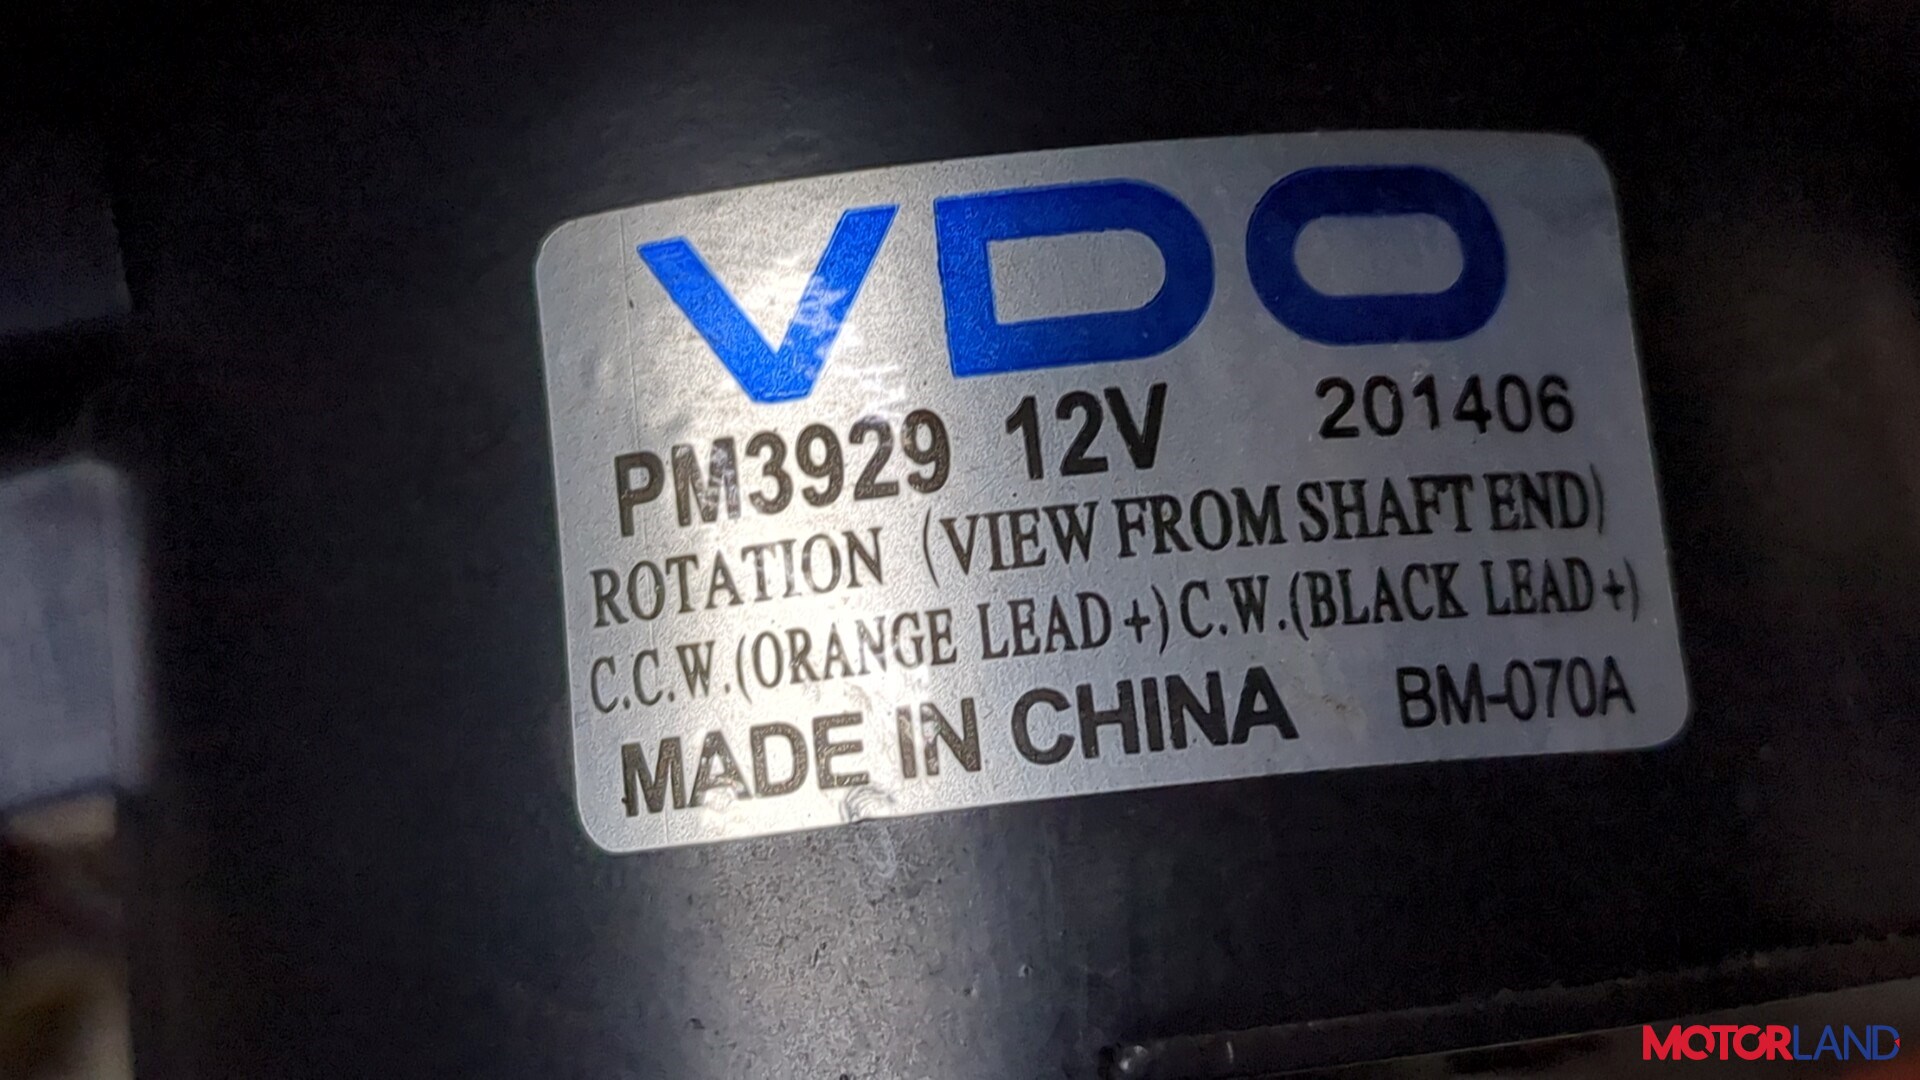 VDO
PM3929 12V 201406
ROTATION (VIEW FROM SHAFT END)
C.C.W.(ORANGE LEAD+) C.W.(BLACK LEAD+)
MADE IN CHINA BM-070A
MOTORLAND